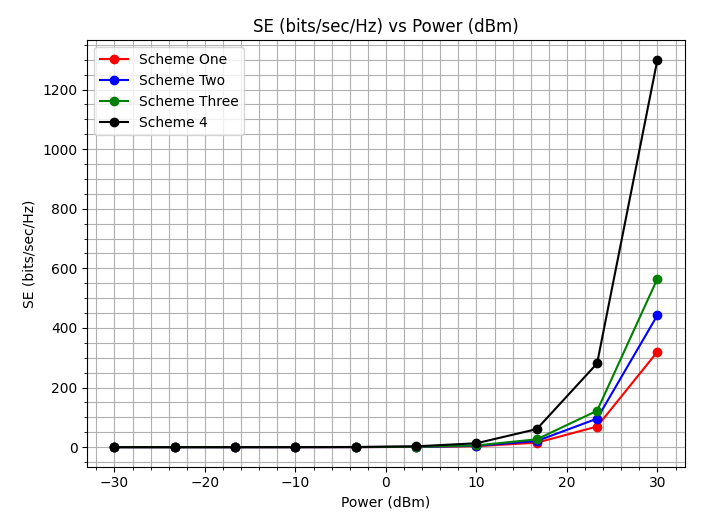 SE (bits/sec/Hz) vs Power (dBm)
Scheme One
Scheme Two
Scheme Three
Scheme 4
SE (bits/sec/Hz)
1200
1000
800
600
400
200
0
−30
−20
−10
0
10
20
30
Power (dBm)